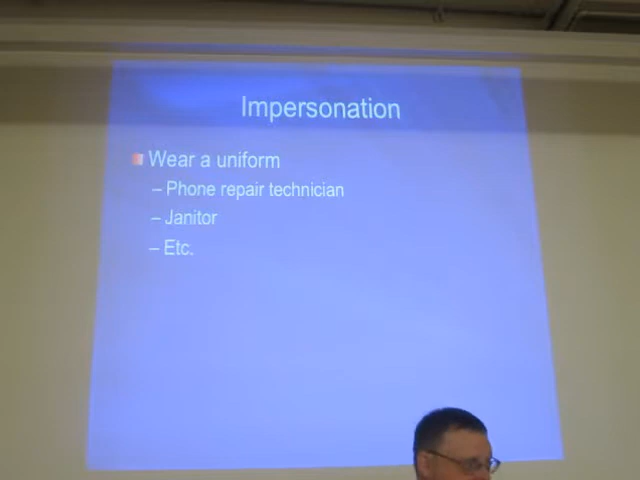 Impersonation
Wear a uniform
– Phone repair technician
– Janitor
– Etc.